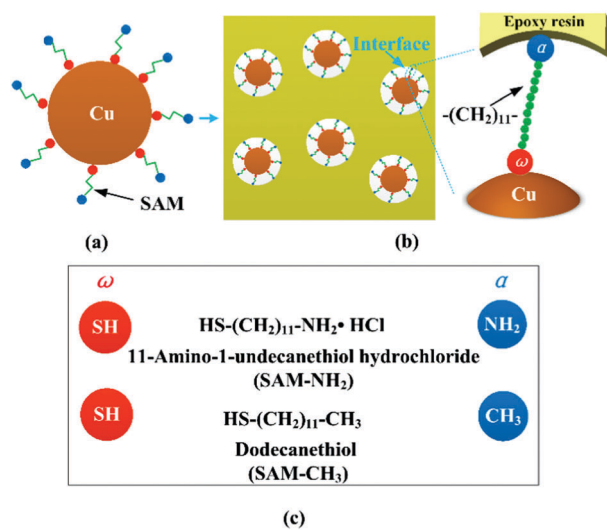 Cu
SAM
(a)
Interface
(b)
Epoxy resin
α
-(CH₂)₁₁-
ω
Cu
ω
α
SH
HS-(CH₂)₁₁-NH₂• HCl
NH₂
11-Amino-1-undecanethiol hydrochloride
(SAM-NH₂)
SH
HS-(CH₂)₁₁-CH₃
CH₃
Dodecanethiol
(SAM-CH₃)
(c)